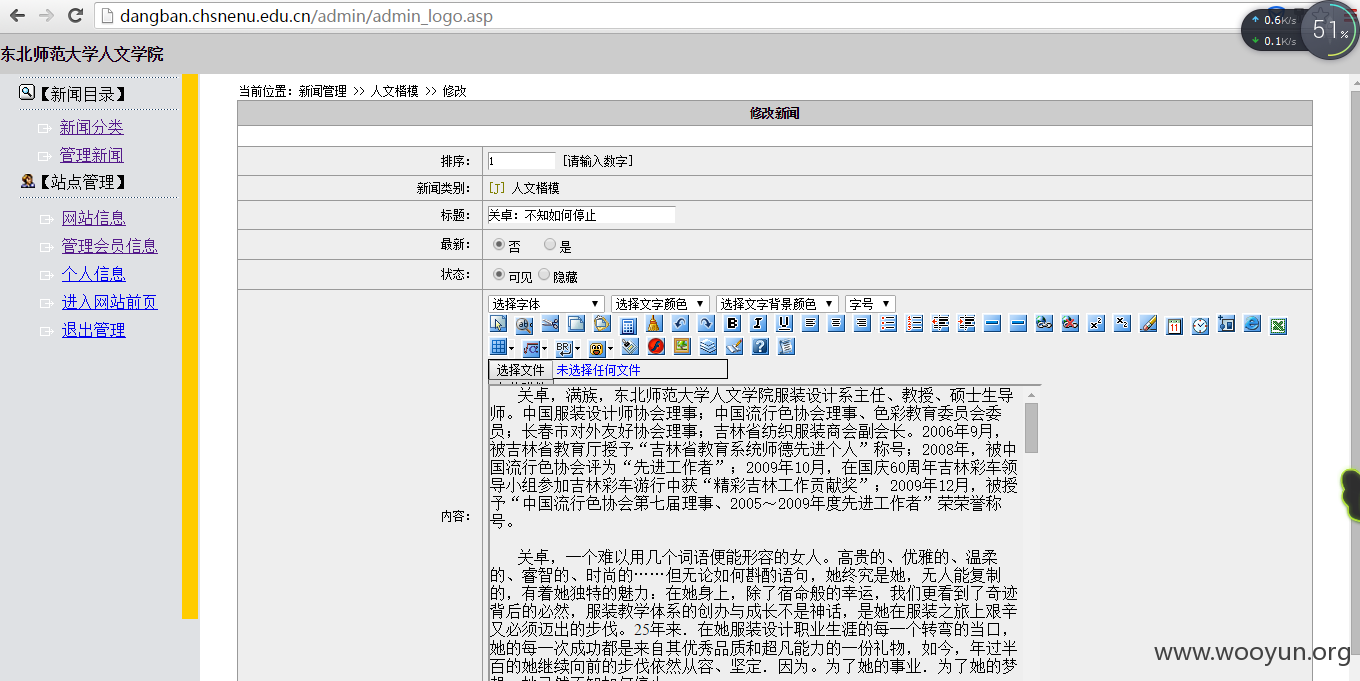 dangban.chsnenu.edu.cn/admin/admin_logo.asp
0.6K/s
0.1K/s
51%
东北师范大学人文学院
【新闻目录】
新闻分类
管理新闻
【站点管理】
网站信息
管理会员信息
个人信息
进入网站前页
退出管理
当前位置：新闻管理 >> 人文楷模 >> 修改
修改新闻
排序： 1 [请输入数字]
新闻类别： [J] 人文楷模
标题： 关卓：不知如何停止
最新： 否 是
状态： 可见 隐藏
内容：
选择字体 选择文字颜色 选择文字背景颜色 字号
选择文件 未选择任何文件
关卓，满族，东北师范大学人文学院服装设计系主任、教授、硕士生导
师。中国服装设计师协会理事；中国流行色协会理事、色彩教育委员会委
员；长春市对外友好协会理事；吉林省纺织服装商会副会长。2006年9月，
被吉林省教育厅授予“吉林省教育系统师德先进个人”称号；2008年，被中
国流行色协会评为“先进工作者”；2009年10月，在国庆60周年吉林彩车领
导小组参加吉林彩车游行中获“精彩吉林工作贡献奖”；2009年12月，被授
予“中国流行色协会第七届理事、2005～2009年度先进工作者”荣荣誉称
号。
关卓，一个难以用几个词语便能形容的女人。高贵的、优雅的、温柔
的、睿智的、时尚的……但无论如何斟酌语句，她终究是她，无人能复制
的，有着她独特的魅力：在她身上，除了宿命般的幸运，我们更看到了奇迹
背后的必然，服装教学体系的创办与成长不是神话，是她在服装之旅上艰辛
又必须迈出的步伐。25年来．在她服装设计职业生涯的每一个转弯的当口，
她的每一次成功都是来自其优秀品质和超凡能力的一份礼物，如今，年过半
百的她继续向前的步伐依然从容、坚定．因为。为了她的事业．为了她的梦
www.wooyun.org